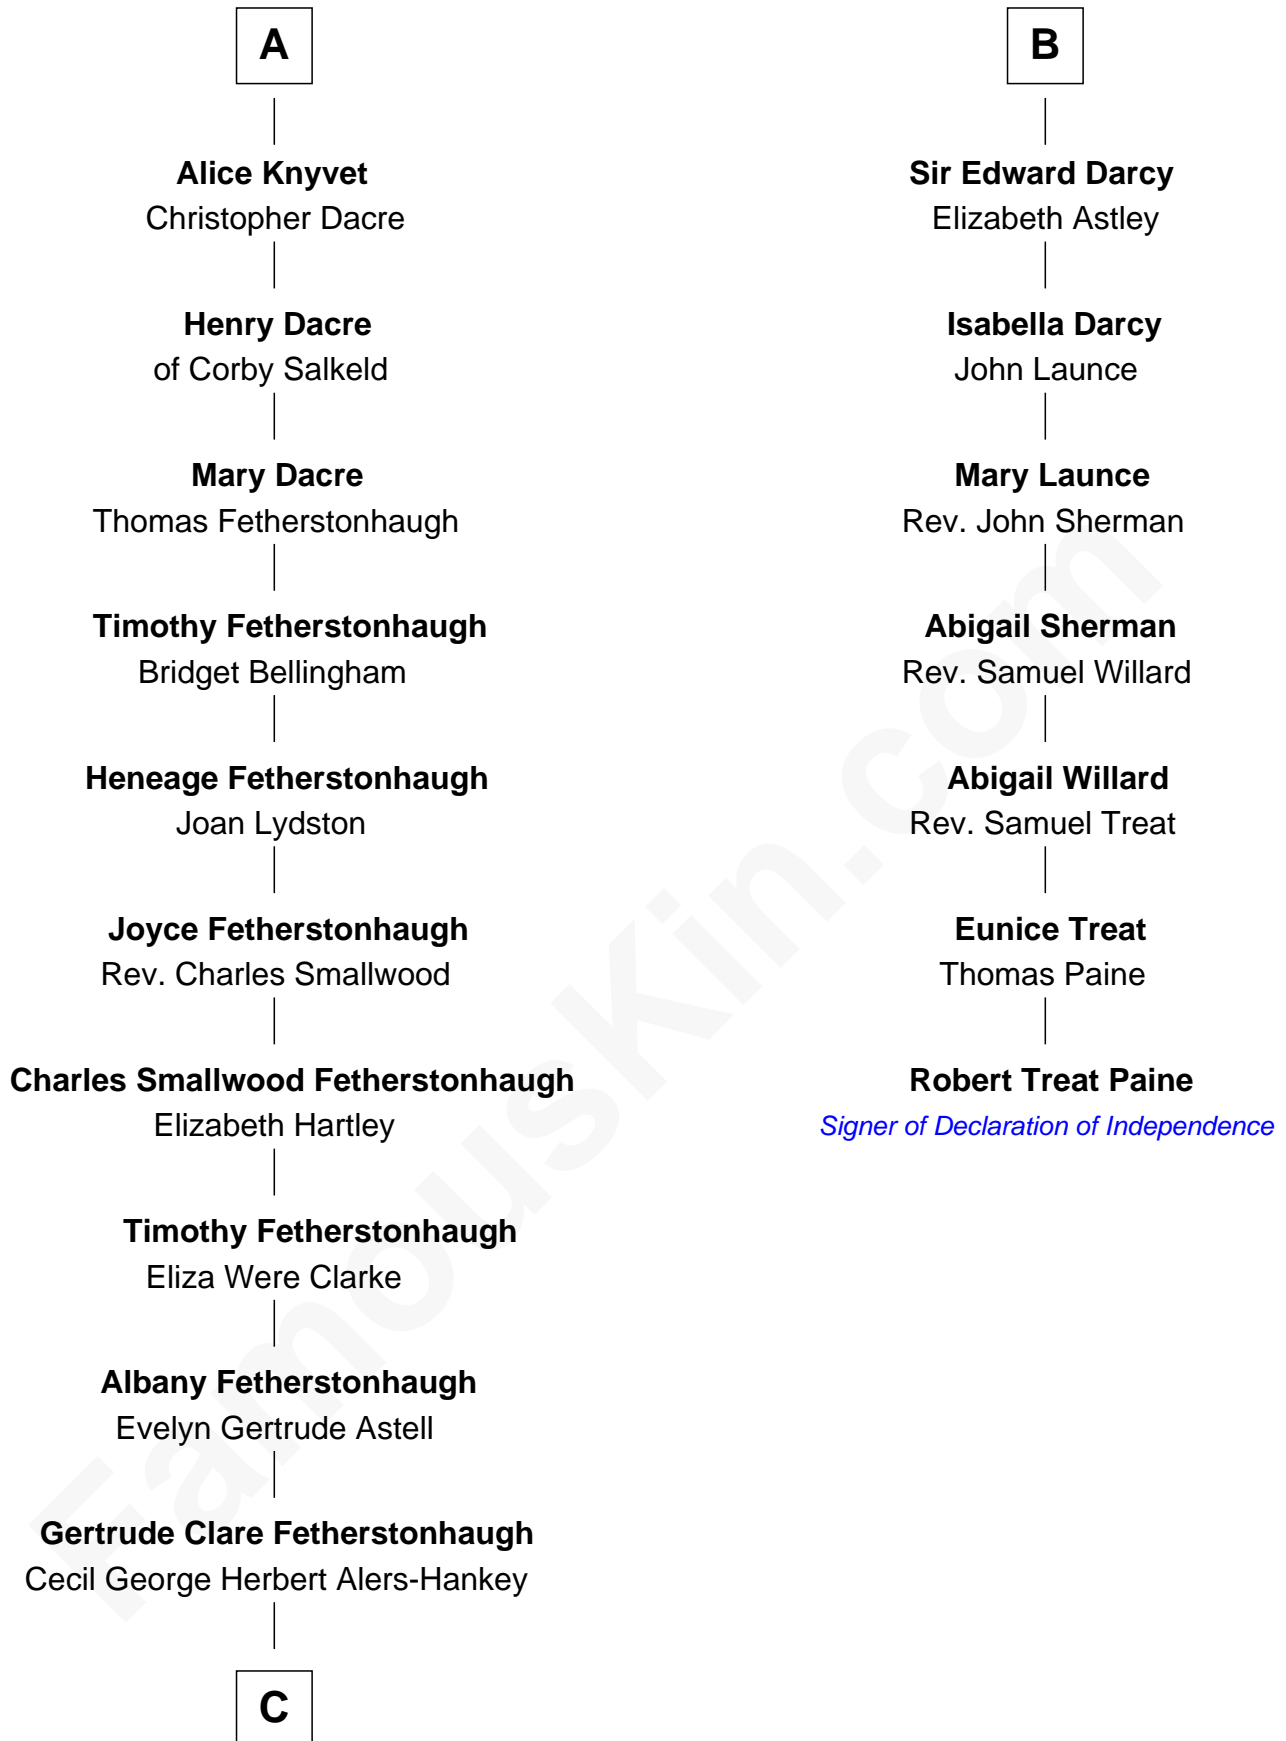 A
Alice Knyvet
Christopher Dacre
Henry Dacre
of Corby Salkeld
Mary Dacre
Thomas Fetherstonhaugh
Timothy Fetherstonhaugh
Bridget Bellingham
Heneage Fetherstonhaugh
Joan Lydston
Joyce Fetherstonhaugh
Rev. Charles Smallwood
Charles Smallwood Fetherstonhaugh
Elizabeth Hartley
Timothy Fetherstonhaugh
Eliza Were Clarke
Albany Fetherstonhaugh
Evelyn Gertrude Astell
Gertrude Clare Fetherstonhaugh
Cecil George Herbert Alers-Hankey
C
B
Sir Edward Darcy
Elizabeth Astley
Isabella Darcy
John Launce
Mary Launce
Rev. John Sherman
Abigail Sherman
Rev. Samuel Willard
Abigail Willard
Rev. Samuel Treat
Eunice Treat
Thomas Paine
Robert Treat Paine
Signer of Declaration of Independence
FamousKin.com